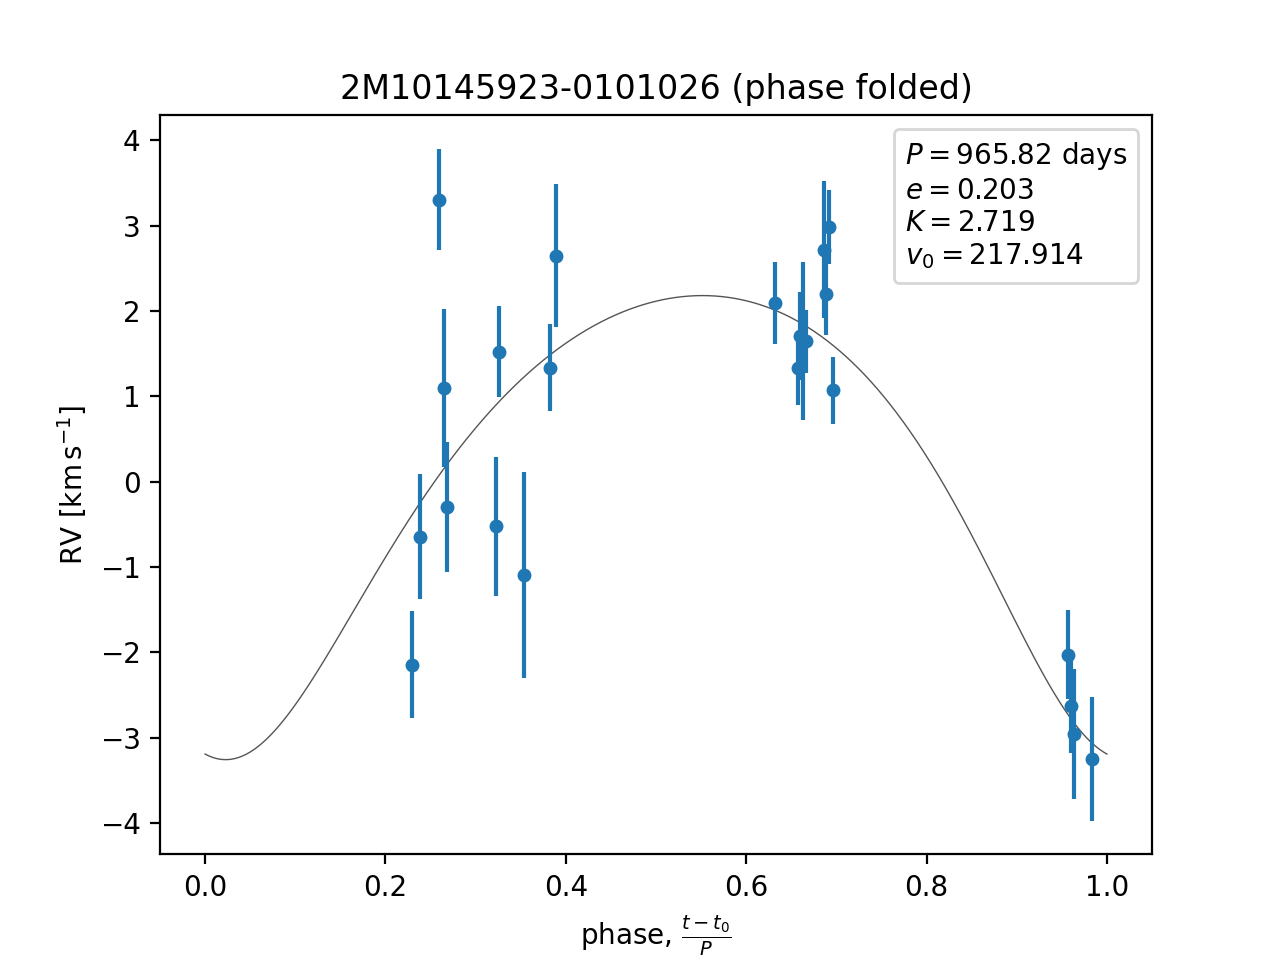 2M10145923-0101026 (phase folded)
P = 965.82 days
e = 0.203
K = 2.719
v₀ = 217.914
RV [km s⁻¹]
4
3
2
1
0
−1
−2
−3
−4
0.0 0.2 0.4 0.6 0.8 1.0
phase, (t − t₀)/P